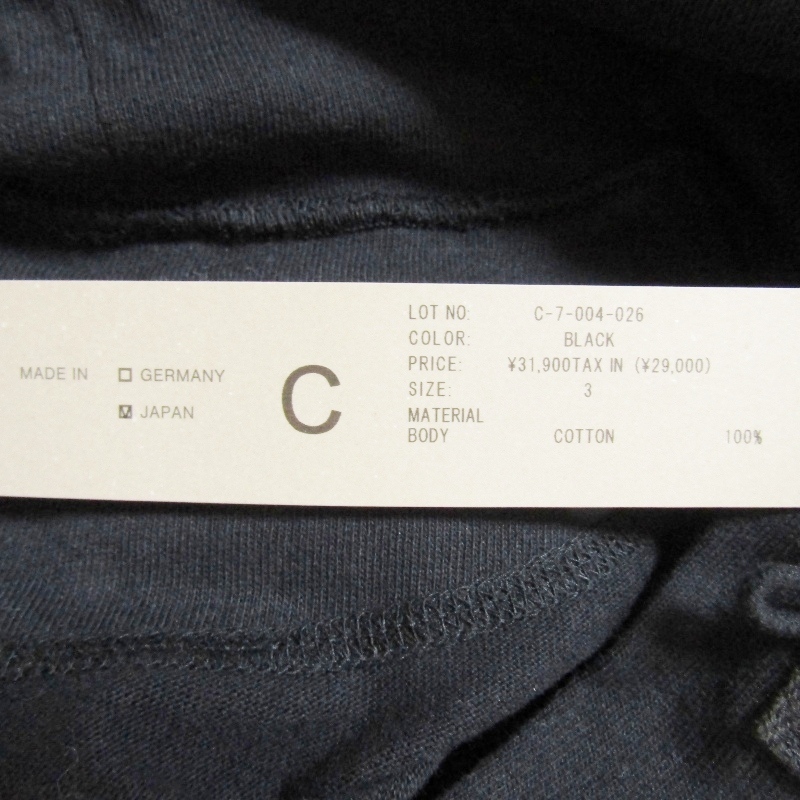 MADE IN
GERMANY
JAPAN
C
LOT NO: C-7-004-026
COLOR: BLACK
PRICE: ¥31,900TAX IN (¥29,000)
SIZE: 3
MATERIAL
BODY COTTON 100%